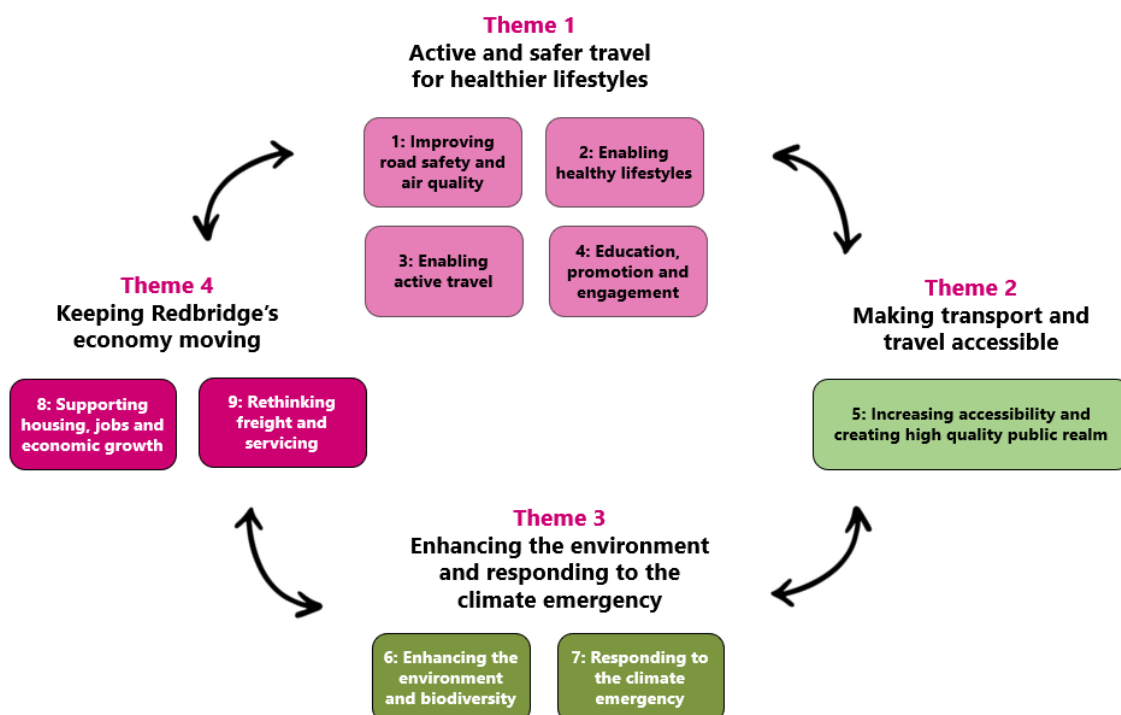 Theme 1
Active and safer travel
for healthier lifestyles
1: Improving
road safety and
air quality
2: Enabling
healthy lifestyles
3: Enabling
active travel
4: Education,
promotion and
engagement
Theme 4
Keeping Redbridge’s
economy moving
8: Supporting
housing, jobs and
economic growth
9: Rethinking
freight and
servicing
Theme 2
Making transport and
travel accessible
5: Increasing accessibility and
creating high quality public realm
Theme 3
Enhancing the environment
and responding to the
climate emergency
6: Enhancing the
environment
and biodiversity
7: Responding to
the climate
emergency